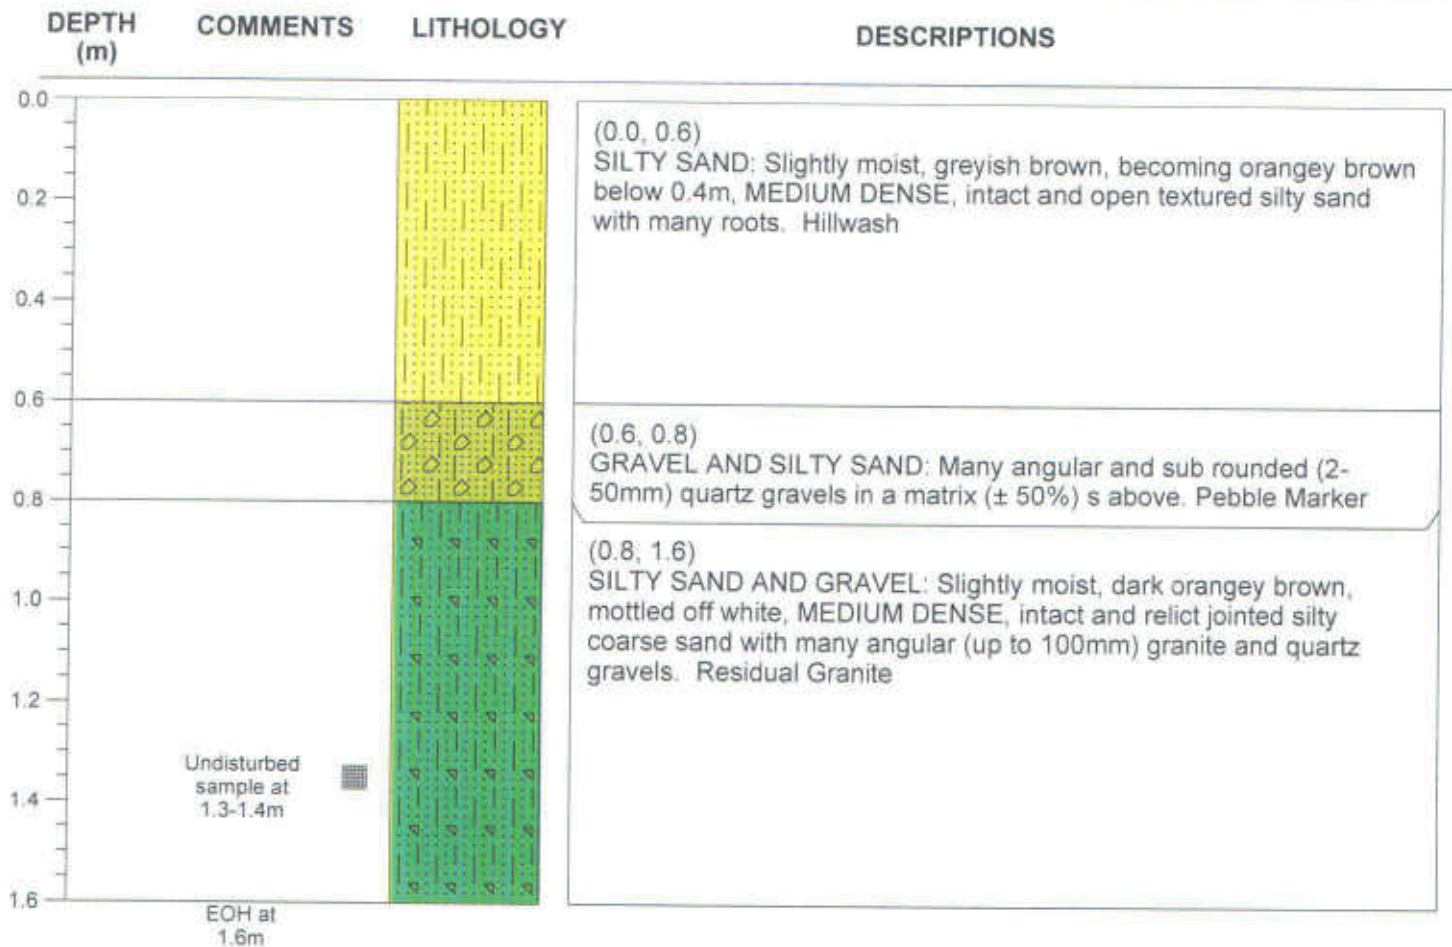 DEPTH
(m)
COMMENTS
LITHOLOGY
DESCRIPTIONS
0.0
0.2
0.4
0.6
0.8
1.0
1.2
1.4
1.6
(0.0, 0.6)
SILTY SAND: Slightly moist, greyish brown, becoming orangey brown
below 0.4m, MEDIUM DENSE, intact and open textured silty sand
with many roots. Hillwash
(0.6, 0.8)
GRAVEL AND SILTY SAND: Many angular and sub rounded (2-
50mm) quartz gravels in a matrix (± 50%) s above. Pebble Marker
(0.8, 1.6)
SILTY SAND AND GRAVEL: Slightly moist, dark orangey brown,
mottled off white, MEDIUM DENSE, intact and relict jointed silty
coarse sand with many angular (up to 100mm) granite and quartz
gravels. Residual Granite
Undisturbed
sample at
1.3-1.4m
EOH at
1.6m